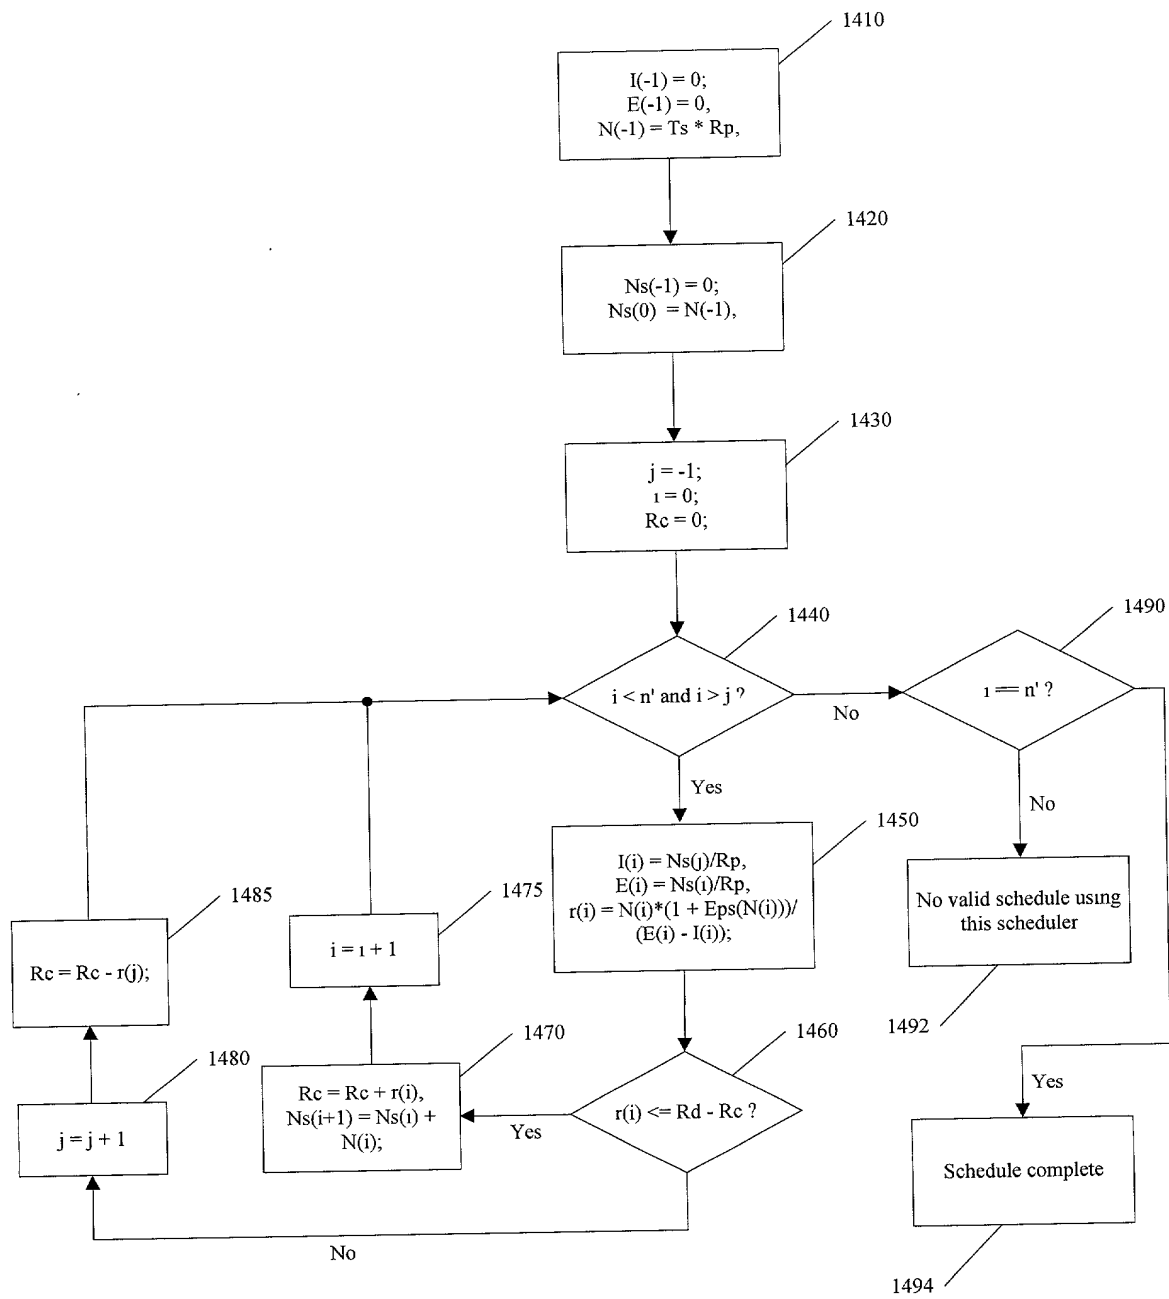 1410
I(-1) = 0;
E(-1) = 0,
N(-1) = Ts * Rp,
1420
Ns(-1) = 0;
Ns(0) = N(-1),
1430
j = -1;
ı = 0;
Rc = 0;
1440
i < n' and i > j ?
No
Yes
1490
ı == n' ?
No
Yes
1450
I(i) = Ns(ȷ)/Rp,
E(i) = Ns(ı)/Rp,
r(i) = N(i)*(1 + Eps(N(i)))/
(E(i) - I(i));
1492
No valid schedule usıng
this scheduler
1485
Rc = Rc - r(j);
1475
i = ı + 1
1480
j = j + 1
1470
Rc = Rc + r(i),
Ns(i+1) = Ns(ı) +
N(i);
1460
r(i) <= Rd - Rc ?
Yes
No
Schedule complete
1494